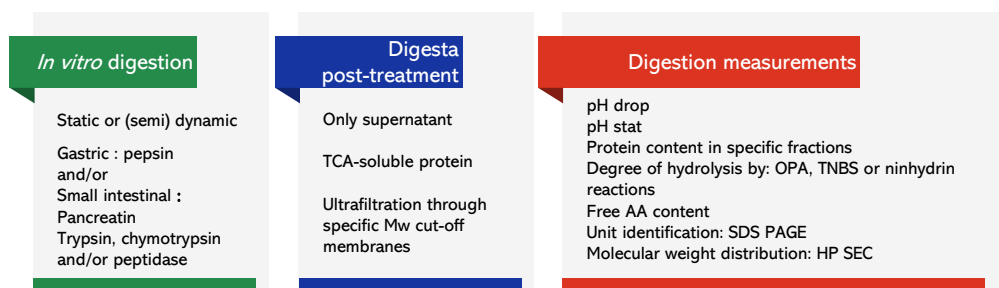 In vitro digestion
Static or (semi) dynamic
Gastric : pepsin
and/or
Small intestinal :
Pancreatin
Trypsin, chymotrypsin
and/or peptidase
Digesta
post-treatment
Only supernatant
TCA-soluble protein
Ultrafiltration through
specific Mw cut-off
membranes
Digestion measurements
pH drop
pH stat
Protein content in specific fractions
Degree of hydrolysis by: OPA, TNBS or ninhydrin
reactions
Free AA content
Unit identification: SDS PAGE
Molecular weight distribution: HP SEC